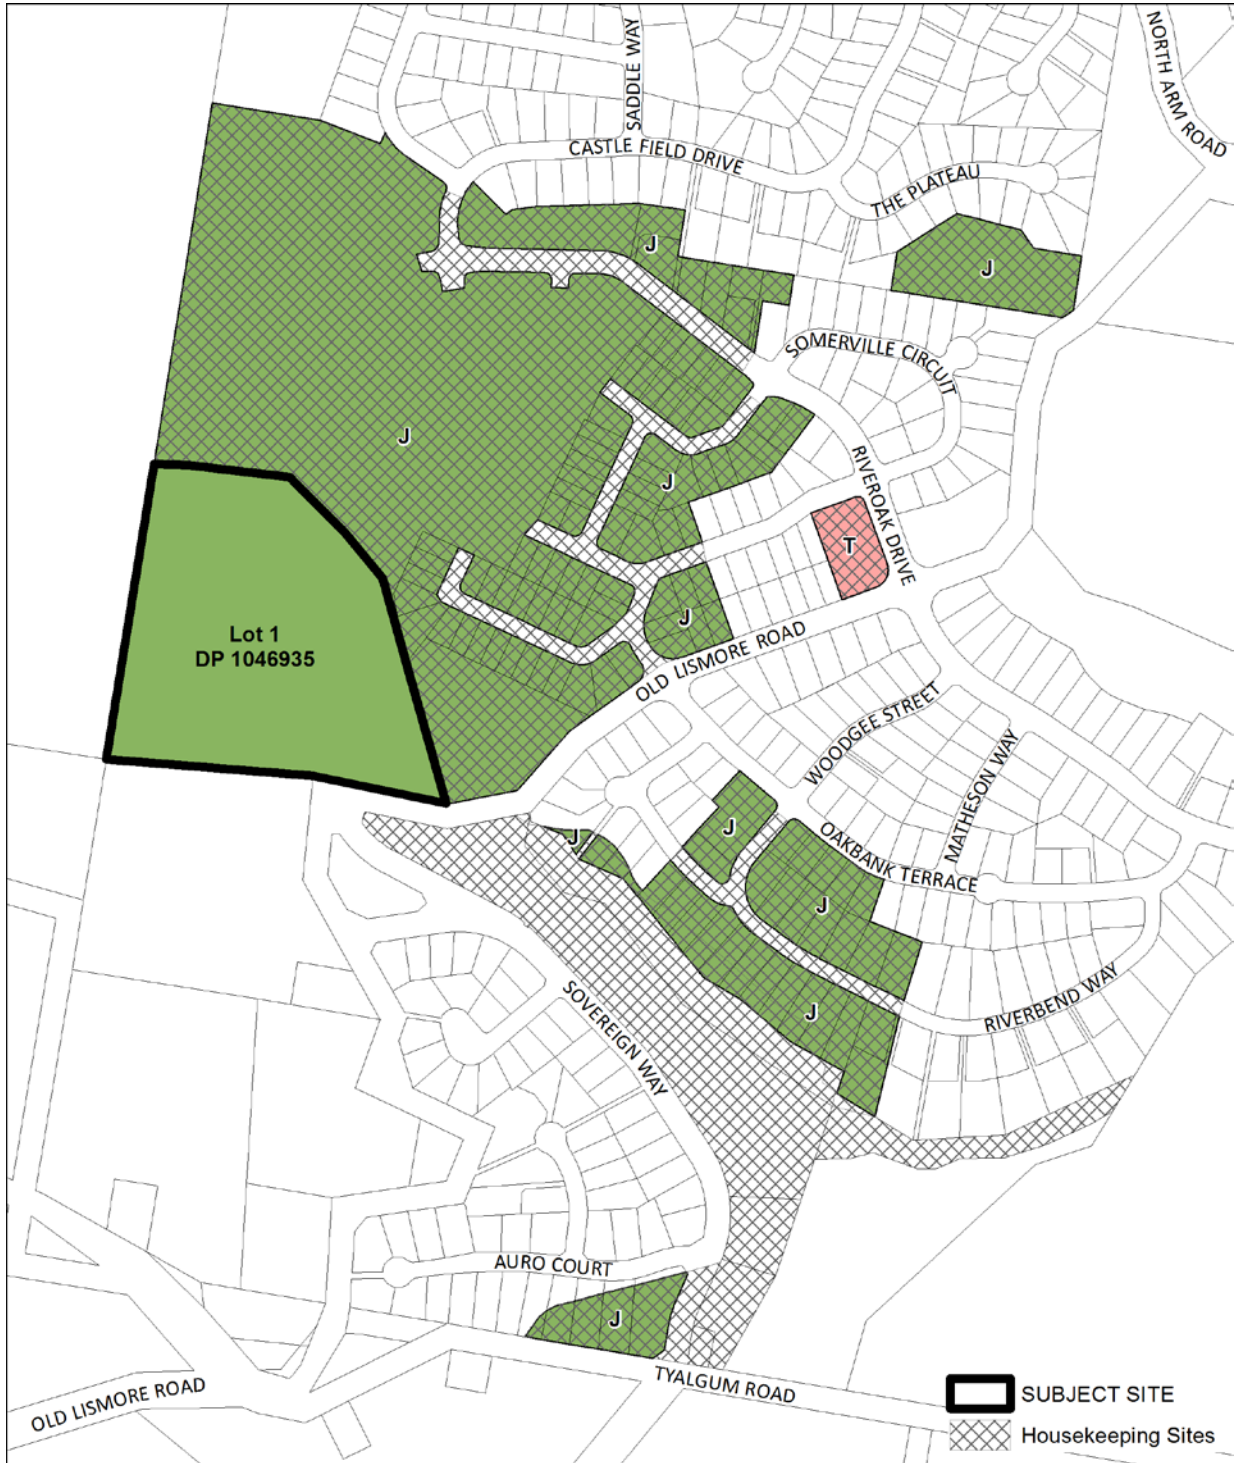 SADDLE WAY
NORTH ARM ROAD
CASTLE FIELD DRIVE
THE PLATEAU
J
J
SOMERVILLE CIRCUIT
J
RIVEROAK DRIVE
J
T
Lot 1
DP 1046935
J
OLD LISMORE ROAD
WOODGEE STREET
MATHESON WAY
J
J
OAKBANK TERRACE
J
RIVERBEND WAY
J
SOVEREIGN WAY
AURO COURT
J
TYALGUM ROAD
OLD LISMORE ROAD
SUBJECT SITE
Housekeeping Sites